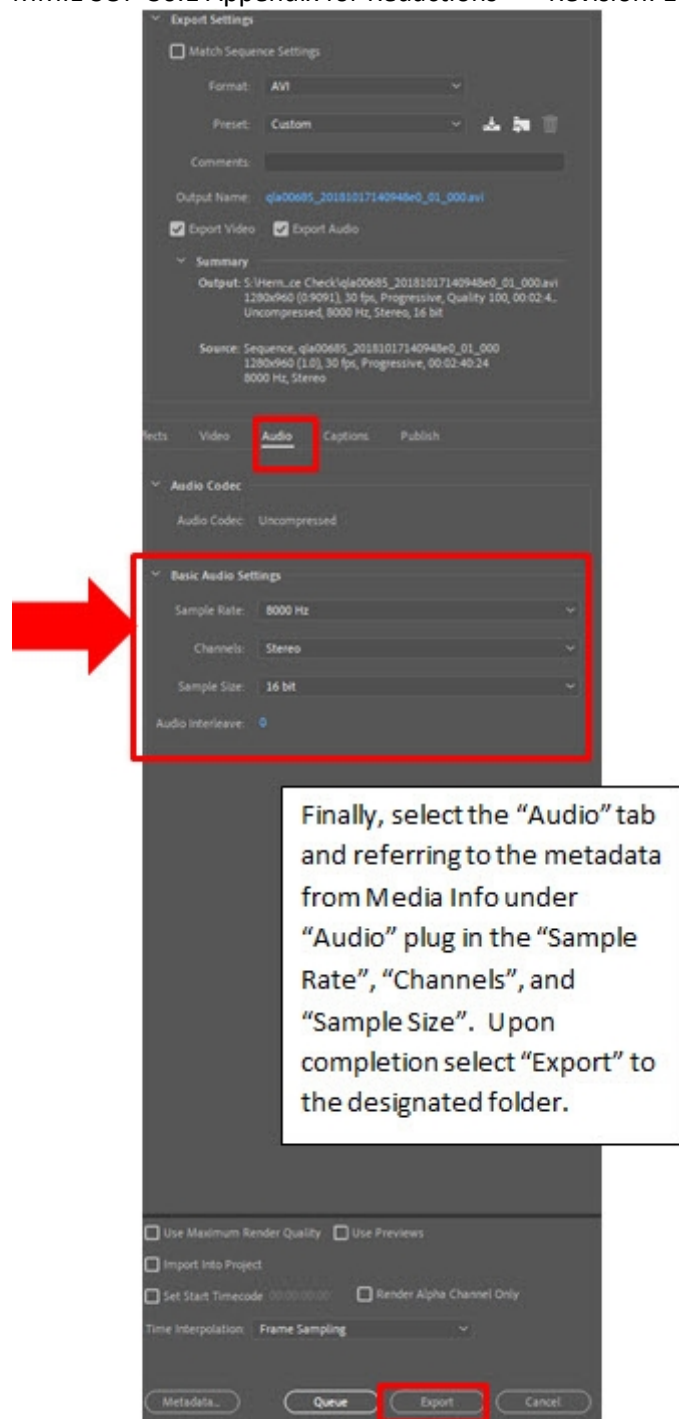 Export Settings
Match Sequence Settings
Format: AVI
Preset: Custom
Comments:
Output Name: qla00685_20181017140948e0_01_000.avi
Export Video Export Audio
Summary
Output: S:\Hern...ce Check\qla00685_20181017140948e0_01_000.avi
1280x960 (0.9091), 30 fps, Progressive, Quality 100, 00:02:4...
Uncompressed, 8000 Hz, Stereo, 16 bit
Source: Sequence, qla00685_20181017140948e0_01_000
1280x960 (1.0), 30 fps, Progressive, 00:02:40:24
8000 Hz, Stereo
ffects Video Audio Captions Publish
Audio Codec
Audio Codec: Uncompressed
Basic Audio Settings
Sample Rate: 8000 Hz
Channels: Stereo
Sample Size: 16 bit
Audio Interleave: 0
Finally, select the “Audio” tab
and referring to the metadata
from Media Info under
“Audio” plug in the “Sample
Rate”, “Channels”, and
“Sample Size”. Upon
completion select “Export” to
the designated folder.
Use Maximum Render Quality Use Previews
Import Into Project
Set Start Timecode 00:00:00:00 Render Alpha Channel Only
Time Interpolation: Frame Sampling
Metadata... Queue Export Cancel